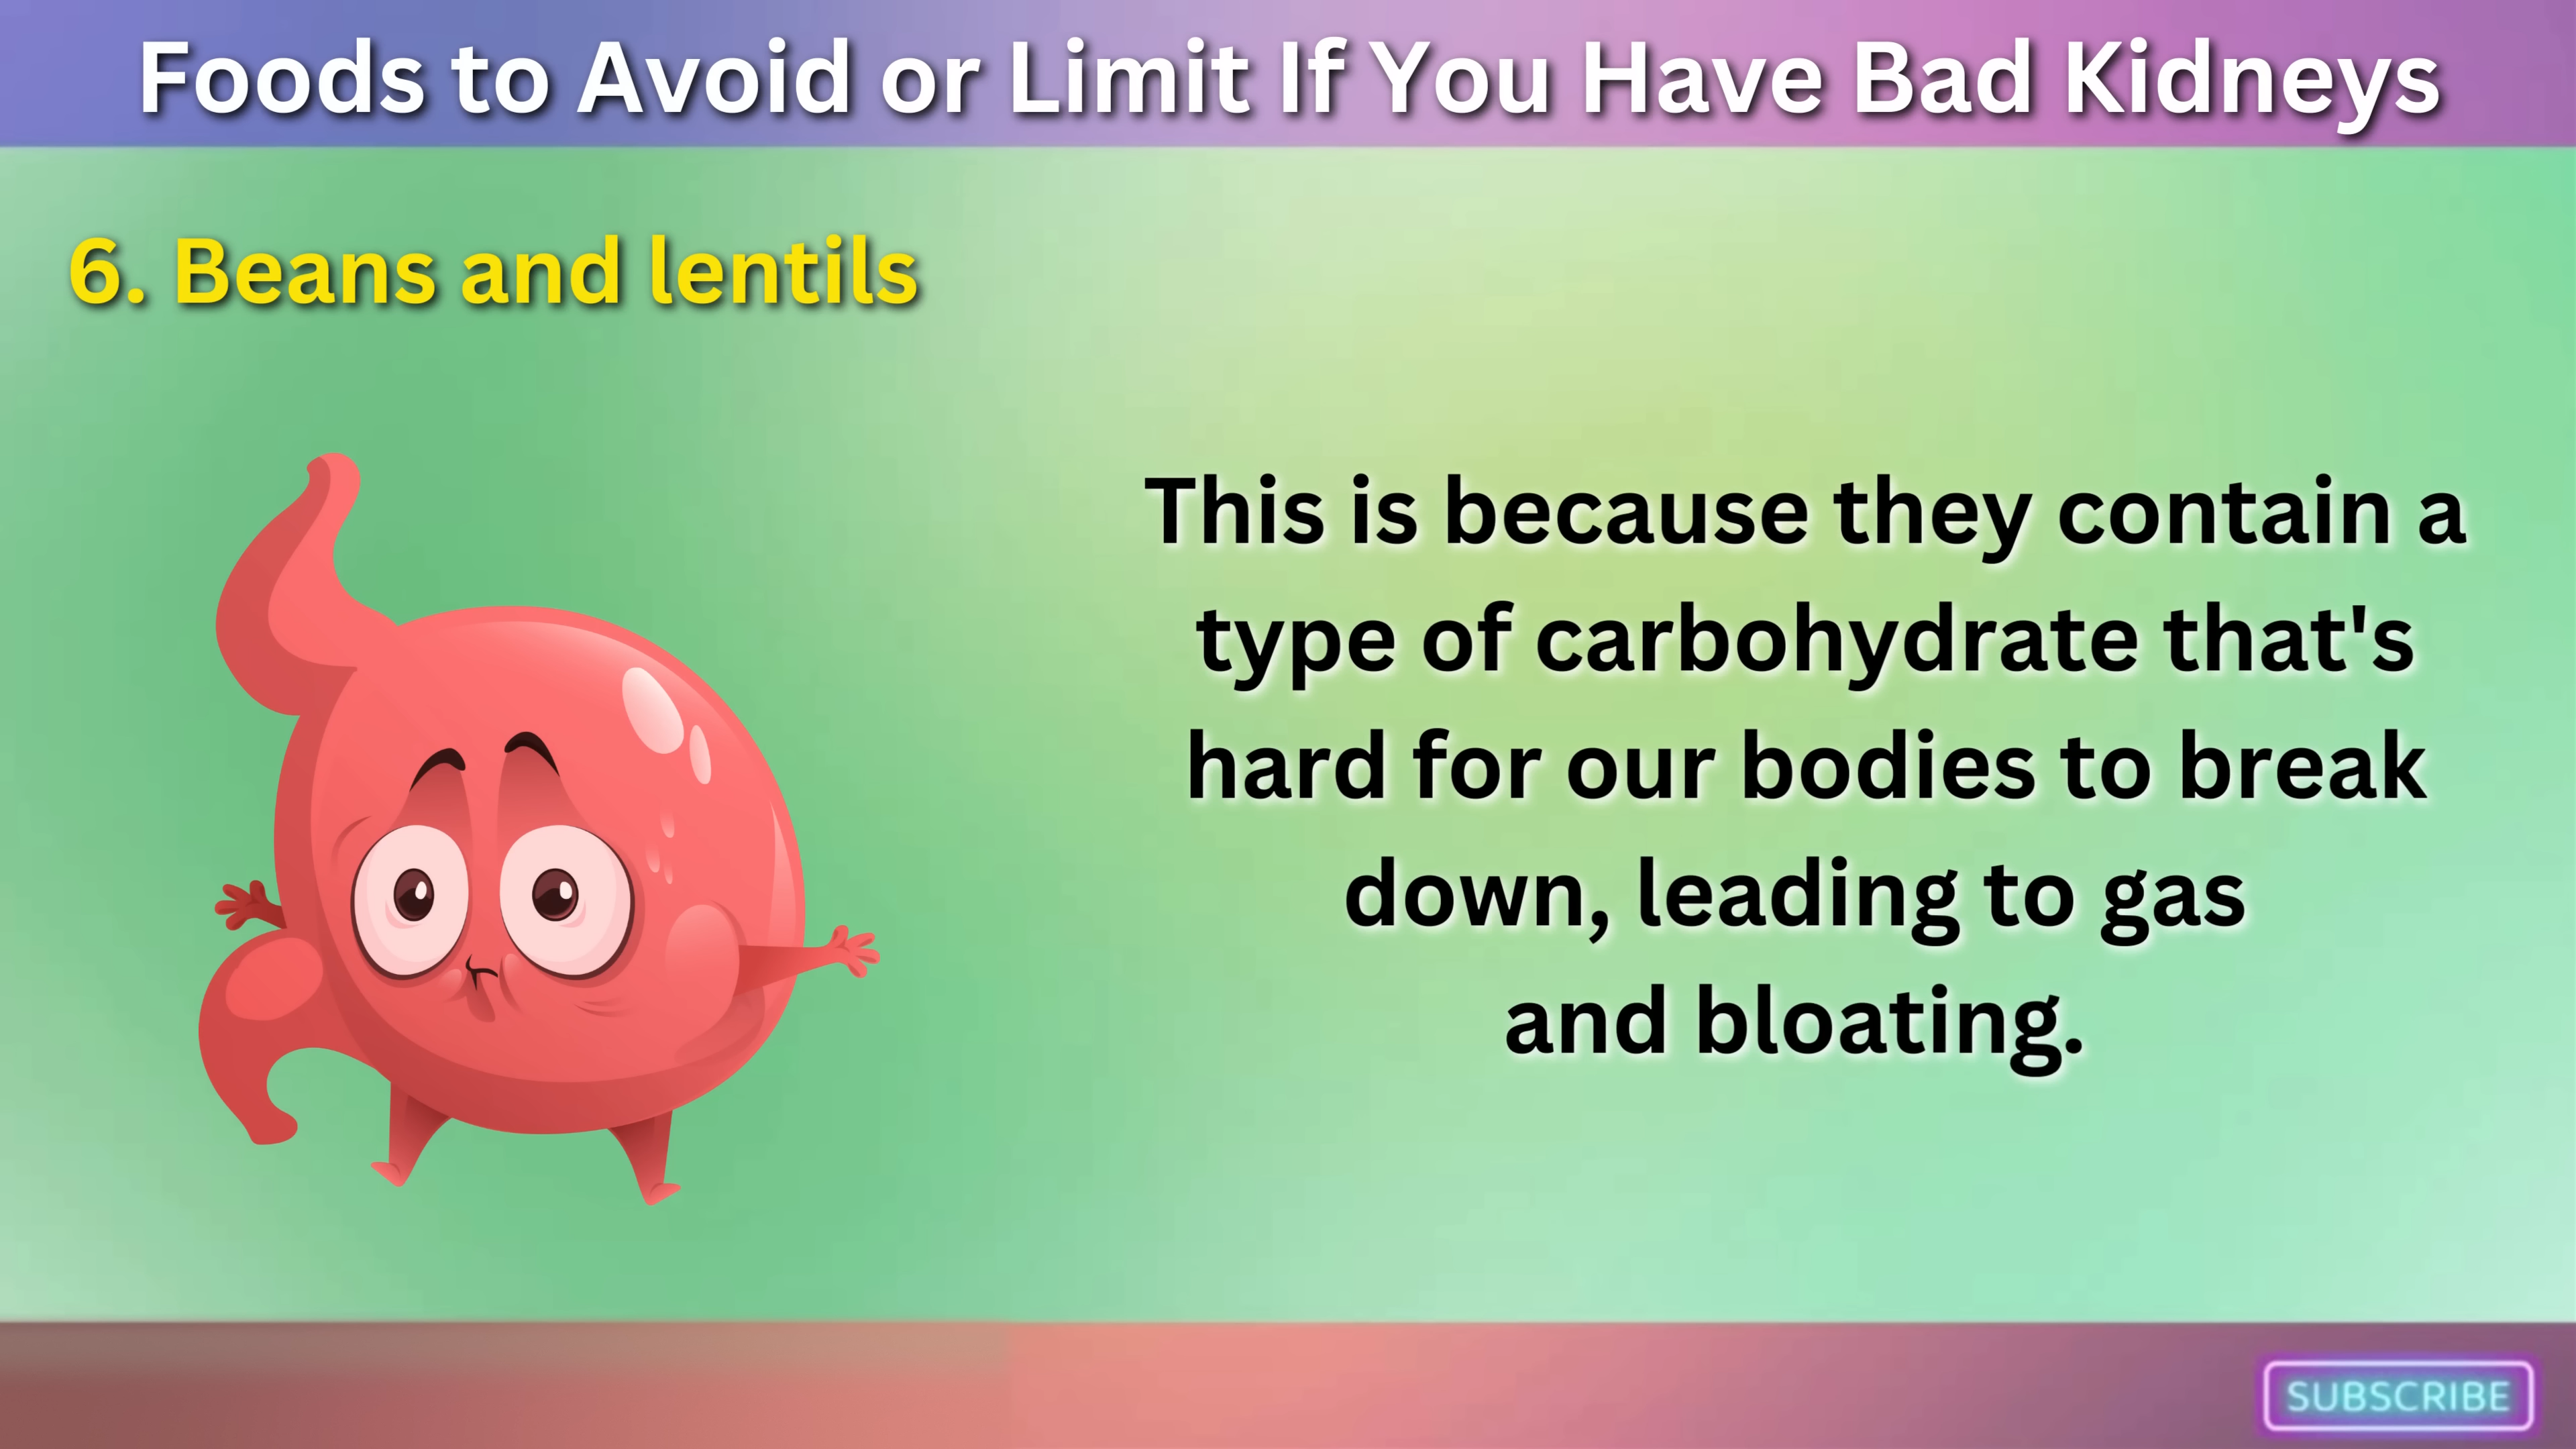 Foods to Avoid or Limit If You Have Bad Kidneys
6. Beans and lentils
This is because they contain a
type of carbohydrate that's
hard for our bodies to break
down, leading to gas
and bloating.
SUBSCRIBE